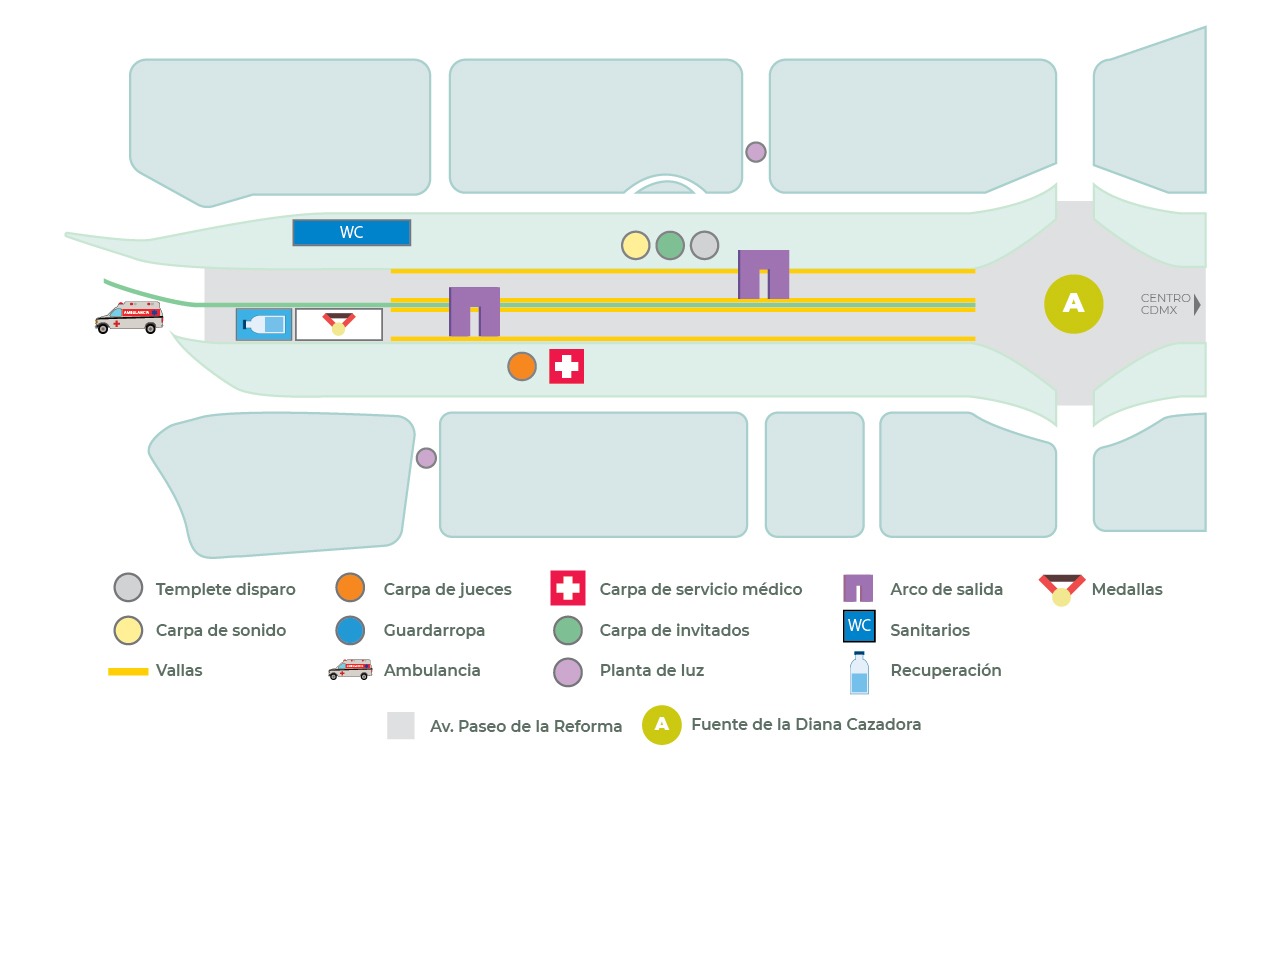 WC
AMBULANCIA
A
CENTRO
CDMX
Templete disparo
Carpa de jueces
Carpa de servicio médico
Arco de salida
Medallas
Carpa de sonido
Guardarropa
Carpa de invitados
WC
Sanitarios
Vallas
Ambulancia
Planta de luz
Recuperación
Av. Paseo de la Reforma
A
Fuente de la Diana Cazadora